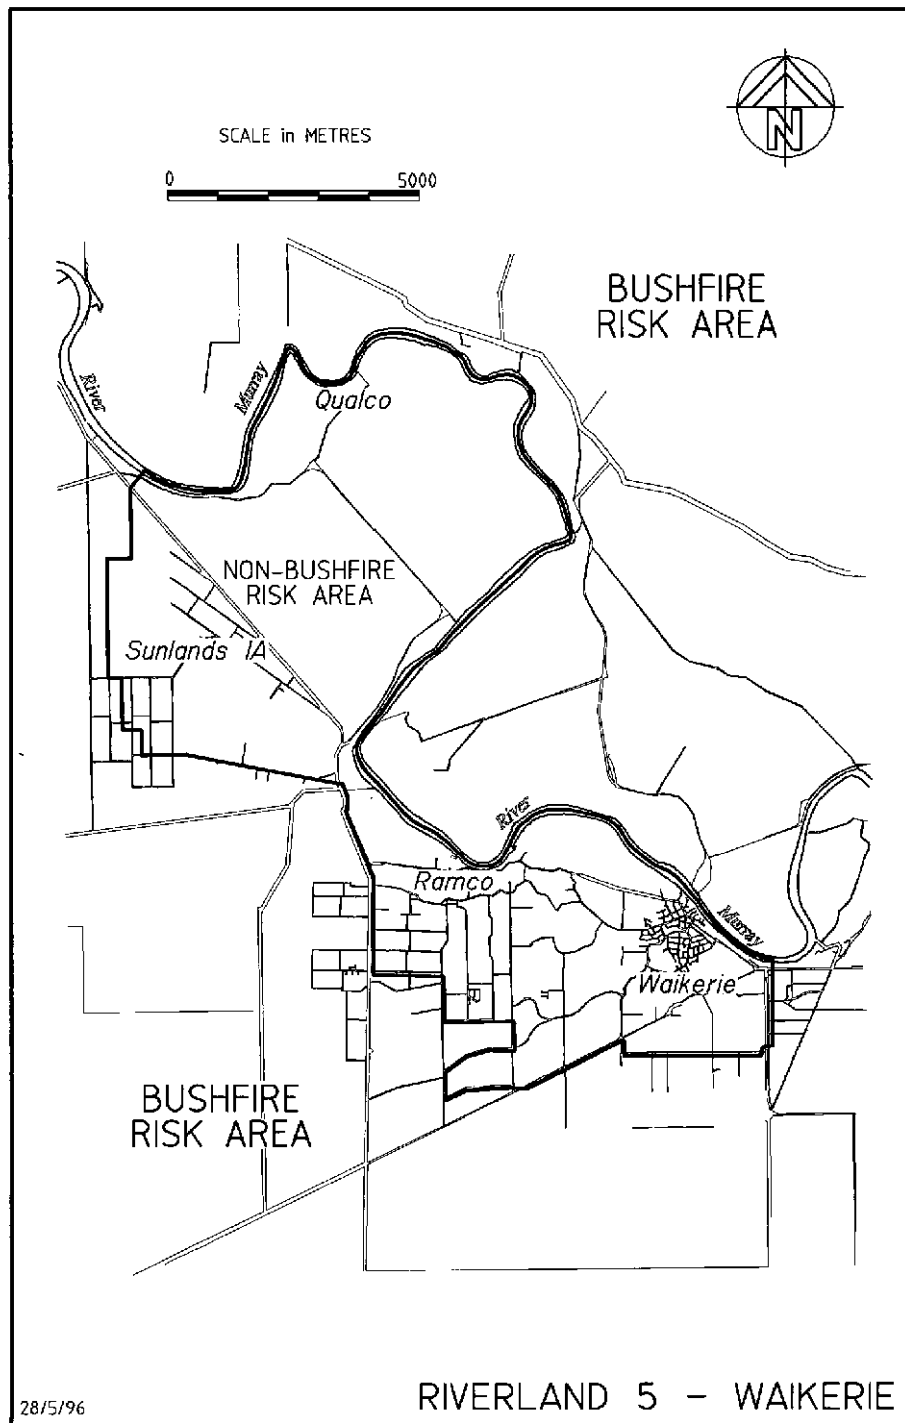 N
SCALE in METRES
0 5000
BUSHFIRE
RISK AREA
River
Murray
Qualco
NON-BUSHFIRE
RISK AREA
Sunlands IA
River
Ramco
Murray
Waikerie
BUSHFIRE
RISK AREA
RIVERLAND 5 - WAIKERIE
28/5/96